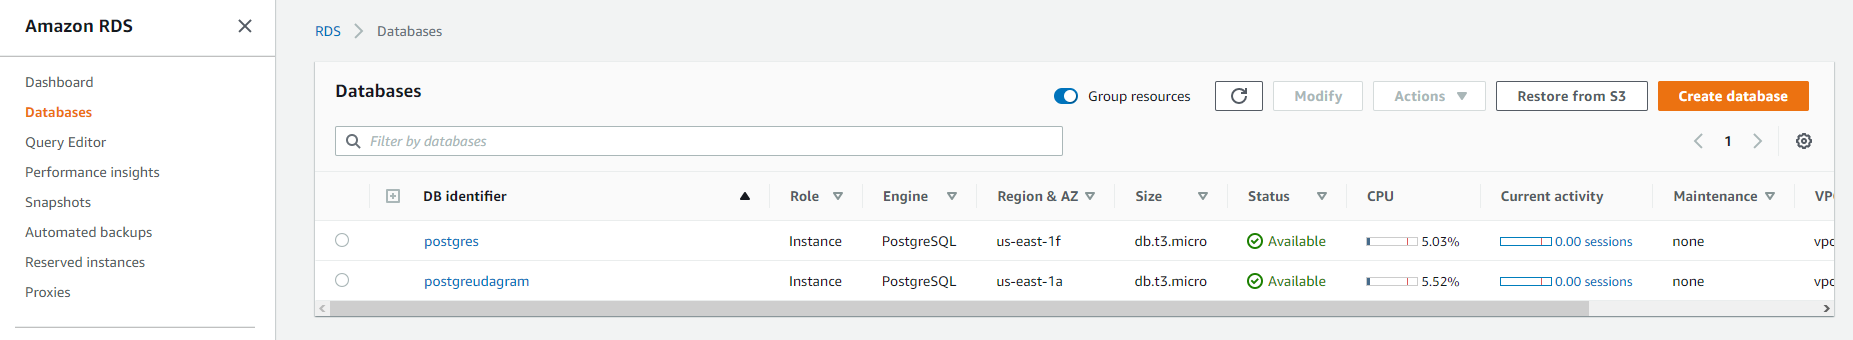 Amazon RDS
Dashboard
Databases
Query Editor
Performance insights
Snapshots
Automated backups
Reserved instances
Proxies
RDS Databases
Databases
Group resources Modify Actions Restore from S3 Create database
Filter by databases
1
DB identifier Role Engine Region & AZ Size Status CPU Current activity Maintenance VPC
postgres Instance PostgreSQL us-east-1f db.t3.micro Available 5.03% 0.00 sessions none vpc
postgreudagram Instance PostgreSQL us-east-1a db.t3.micro Available 5.52% 0.00 sessions none vpc